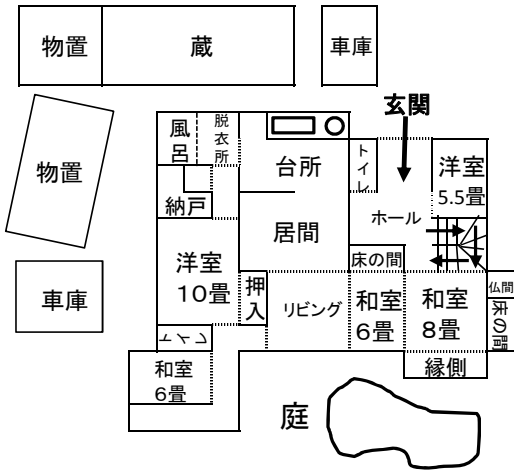 物置
蔵
車庫
物置
車庫
風呂
脱衣所
台所
トイレ
玄関
洋室
5.5畳
納戸
居間
ホール
床の間
洋室
10畳
押入
リビング
和室
6畳
和室
8畳
仏間
床の間
トイレ
和室
6畳
縁側
庭